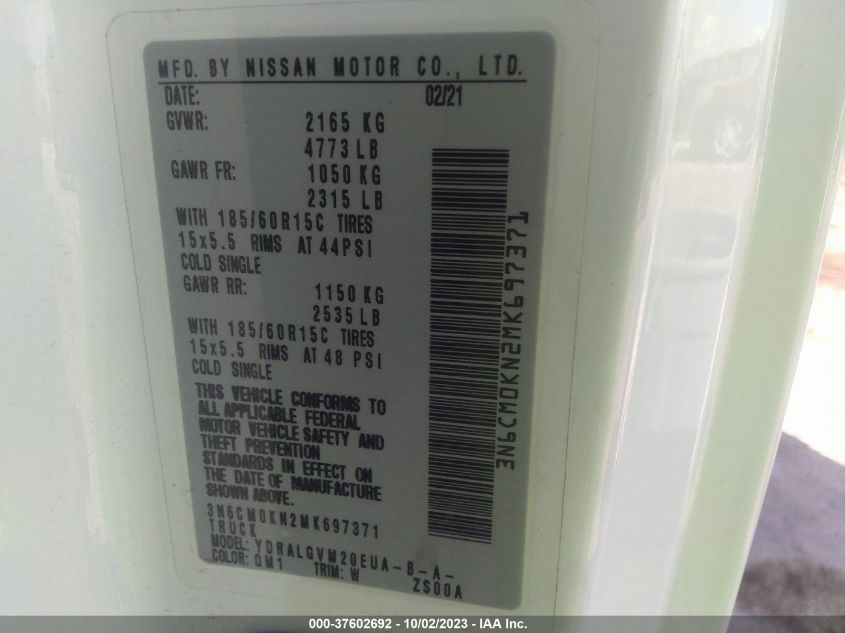 MFD. BY NISSAN MOTOR CO., LTD.
DATE: 02/21
GVWR: 2165 KG
4773 LB
GAWR FR: 1050 KG
2315 LB
WITH 185/60R15C TIRES
15x5.5 RIMS AT 44PSI
COLD SINGLE
GAWR RR: 1150 KG
2535 LB
WITH 185/60R15C TIRES
15x5.5 RIMS AT 48 PSI
COLD SINGLE
THIS VEHICLE CONFORMS TO
ALL APPLICABLE FEDERAL
MOTOR VEHICLE SAFETY AND
THEFT PREVENTION
STANDARDS IN EFFECT ON
THE DATE OF MANUFACTURE
SHOWN ABOVE.
3N6CM0KN2MK697371
TRUCK
MODEL: YDRALGVM20EUA-B-A-
ZS00A
COLOR: QM1 TRIM: W
3N6CM0KN2MK697371
000-37602692 - 10/02/2023 - IAA Inc.